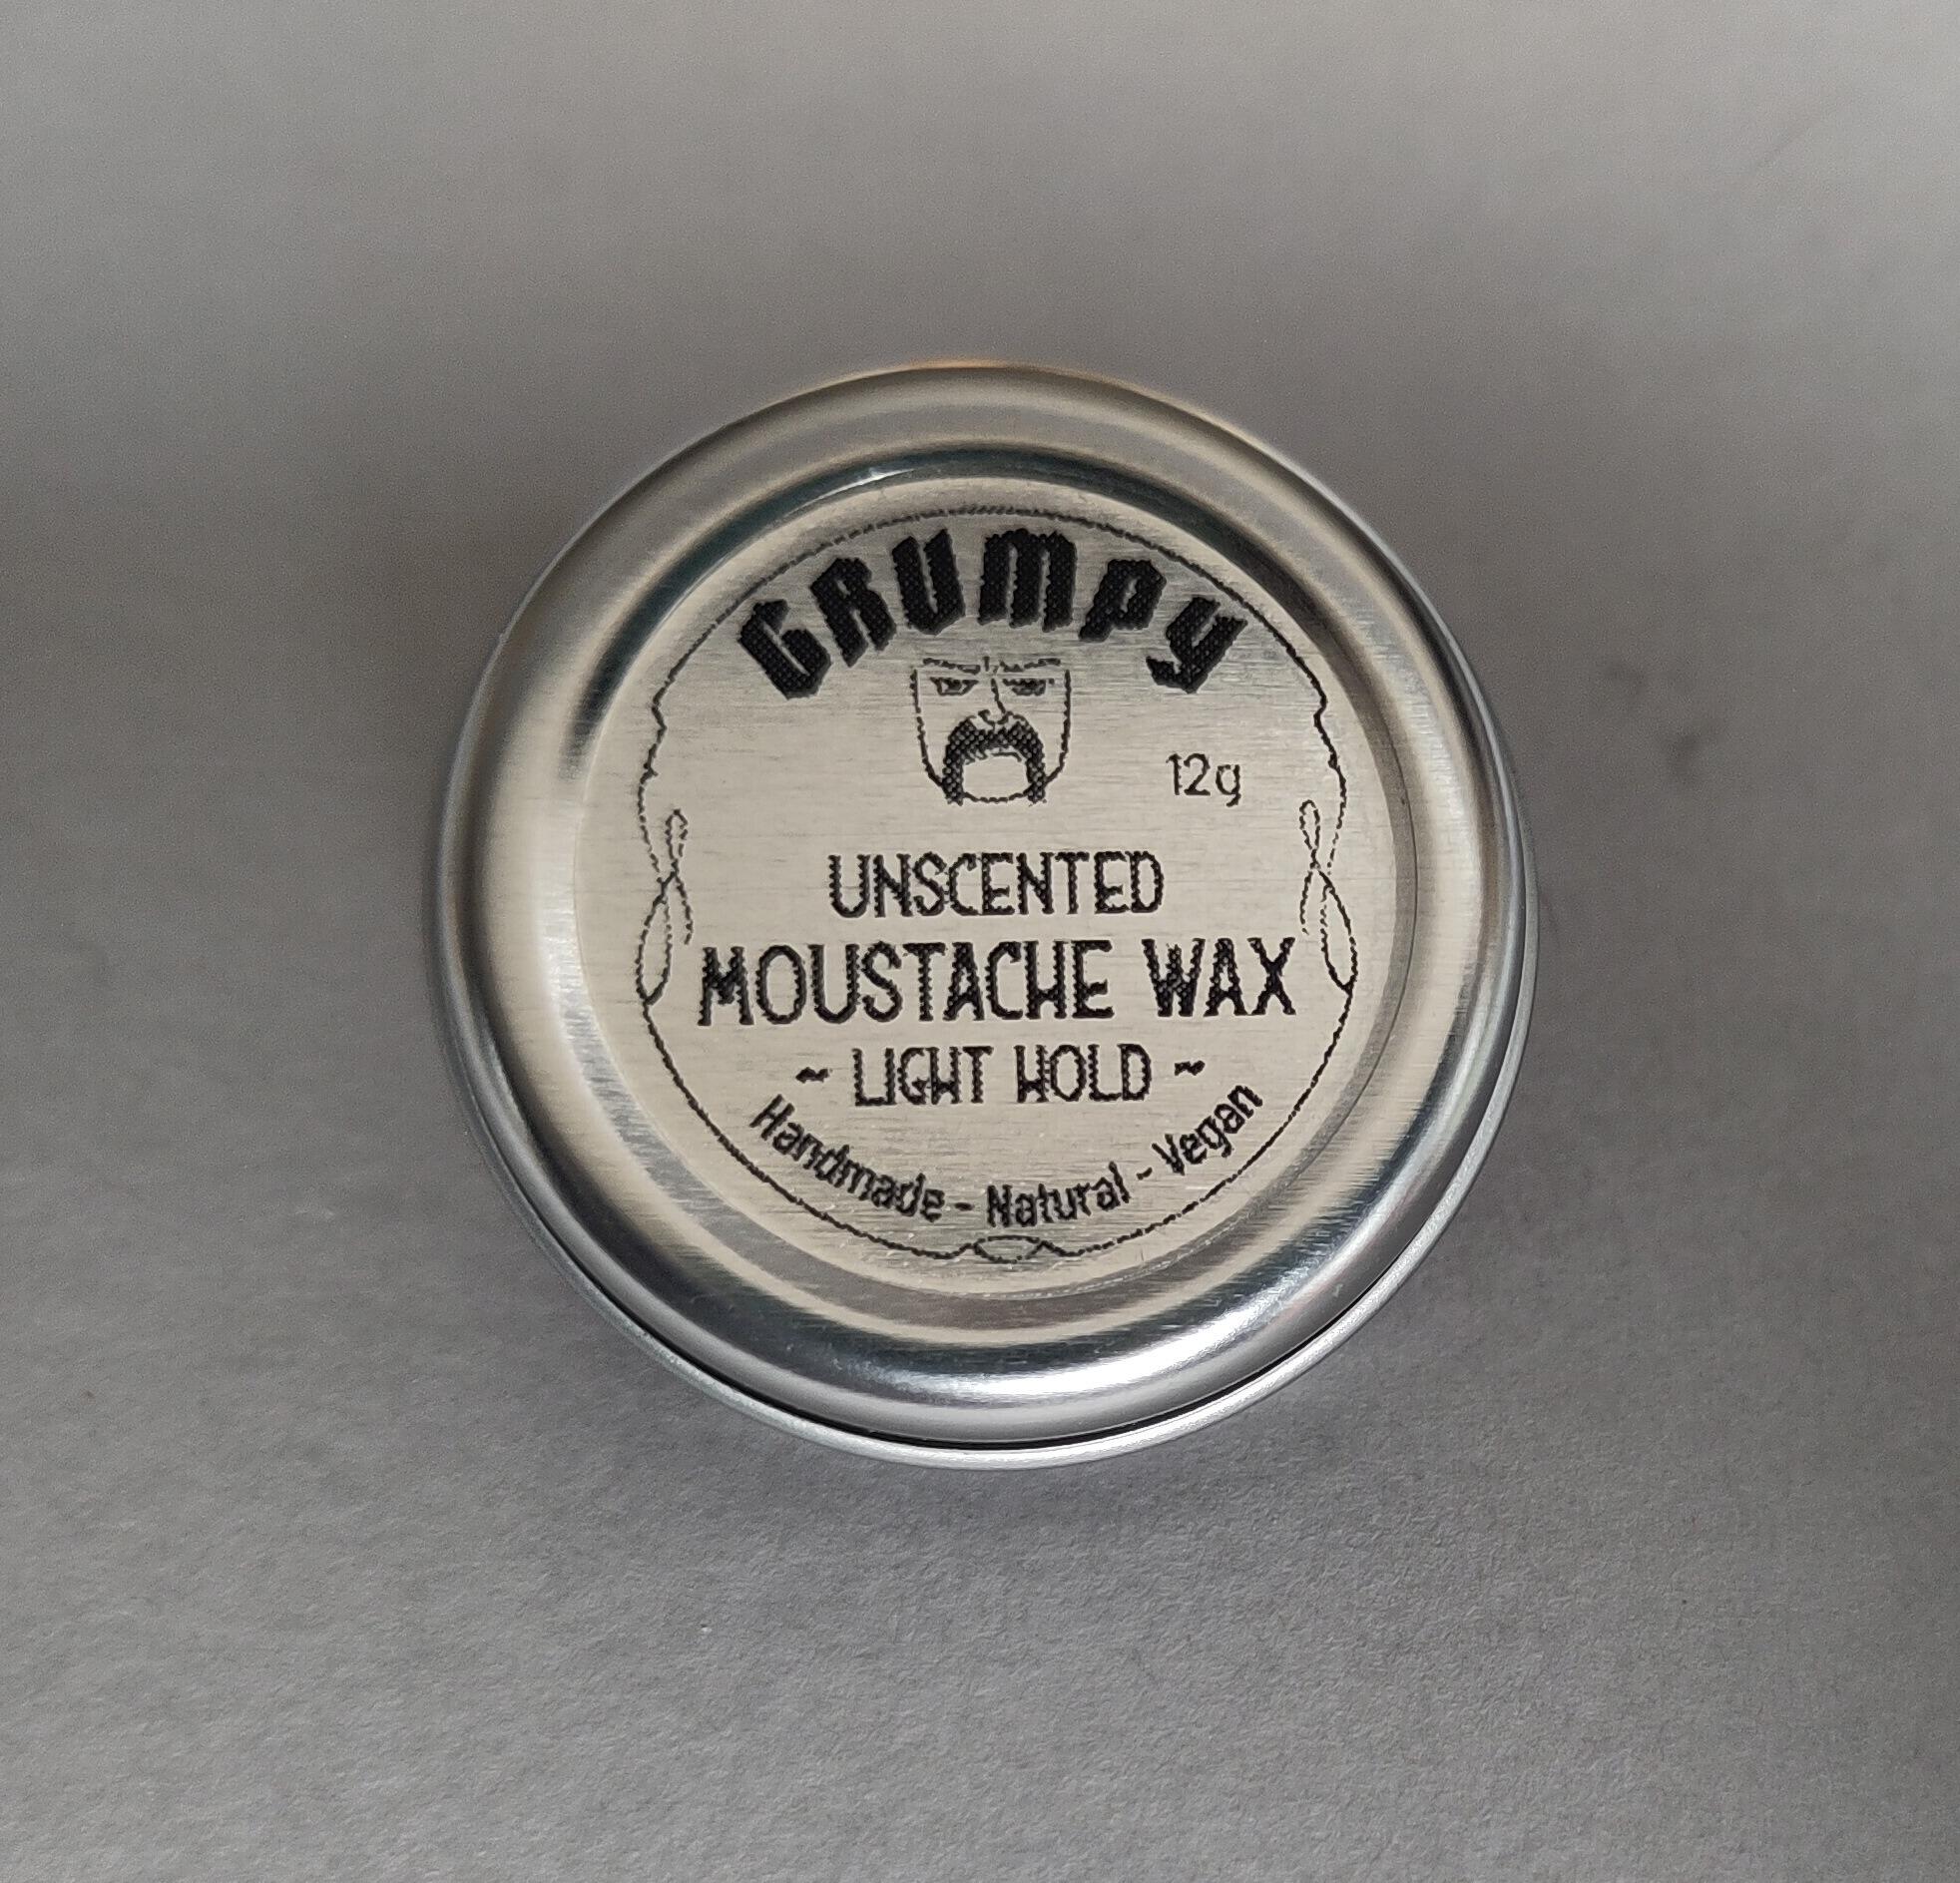 GRUMPY
12g
UNSCENTED
MOUSTACHE WAX
~ LIGHT HOLD ~
Handmade - Natural - Vegan